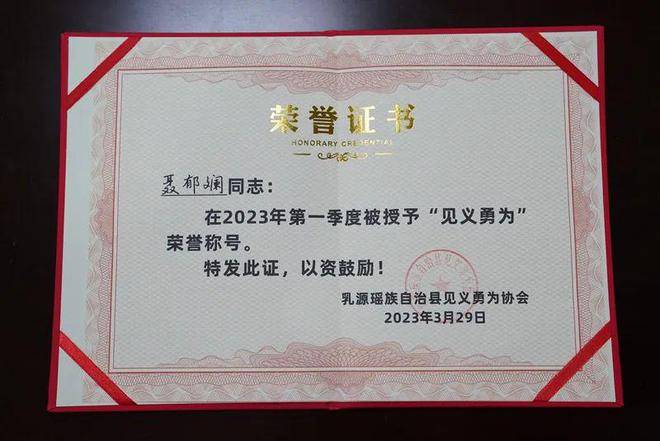 荣誉证书
HONORARY CREDENTIAL
聂郁斓同志：
在2023年第一季度被授予“见义勇为”
荣誉称号。
特发此证，以资鼓励！
乳源瑶族自治县见义勇为协会
2023年3月29日